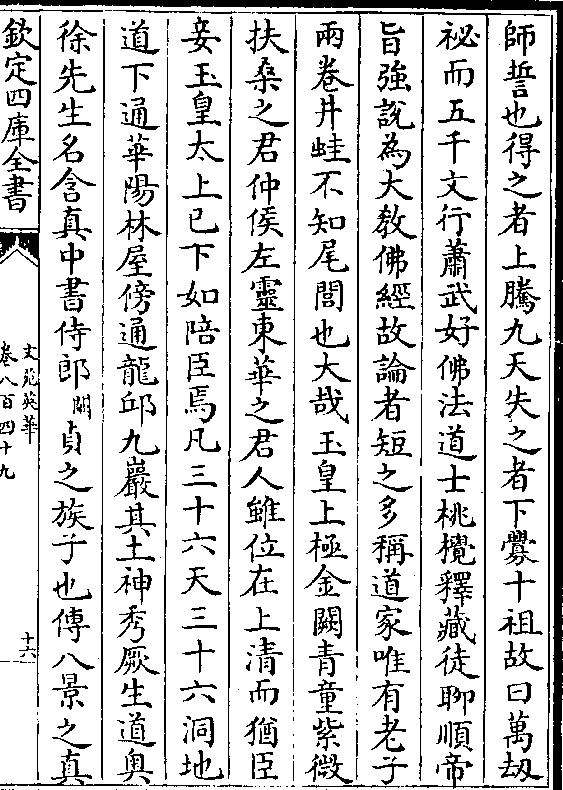 師誓也得之者上騰九天失之者下爨十祖故曰萬刼
祕而五千文行蕭武好佛法道士桃欖釋藏徒聊順帝
旨強說為大教佛經故論者短之多稱道家唯有老子
兩卷井蛙不知尾閭也大哉玉皇上極金闕青童紫微
扶桑之君仲侯左靈東華之君人雖位在上清而猶臣
妾玉皇太上已下如陪臣焉凡三十六天三十六洞地
道下通華陽林屋傍通龍邱九巖其土神秀厥生道奥
徐先生名含真中書侍郎闕貞之族子也傳八景之真
欽定四庫全書
文苑英華
卷八百四十九
十六